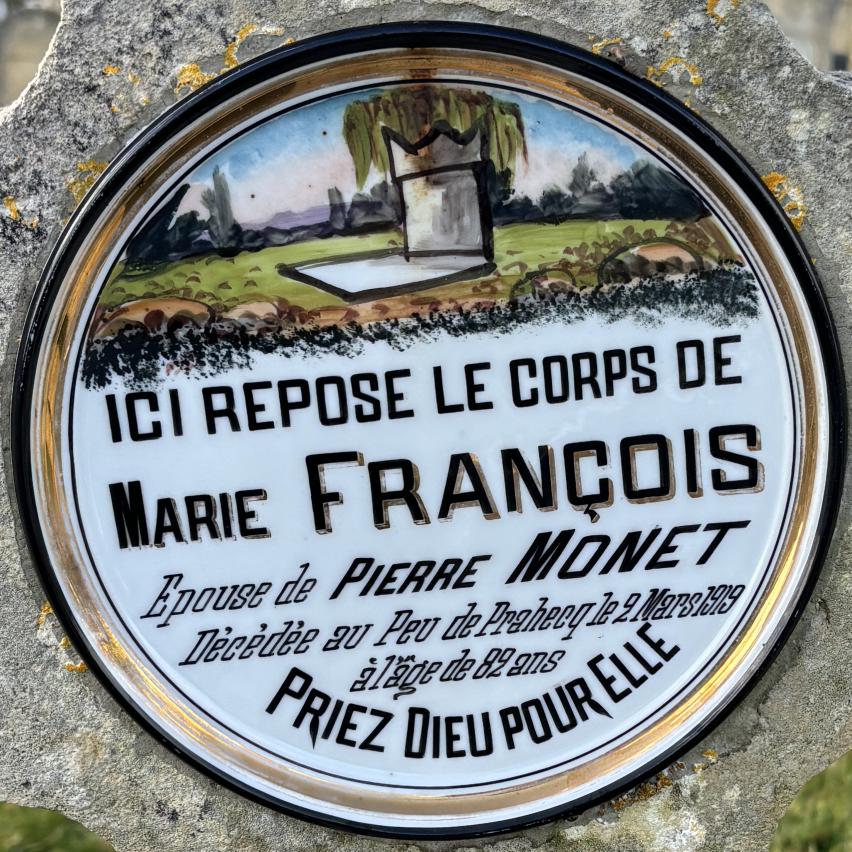 ICI REPOSE LE CORPS DE
MARIE FRANÇOIS
Epouse de PIERRE MONET
Décédée au Peu de Prahecq le 2 Mars 1919
à l'âge de 82 ans
PRIEZ DIEU POUR ELLE